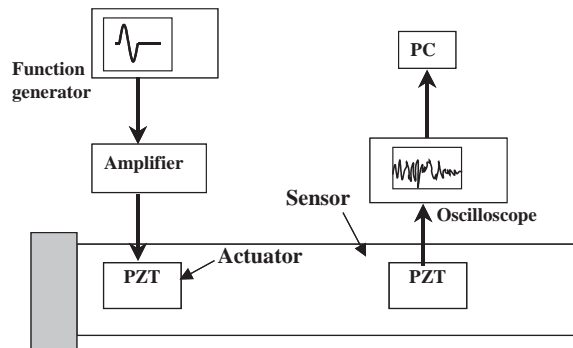 Function
generator
PC
Amplifier
Oscilloscope
Sensor
Actuator
PZT
PZT